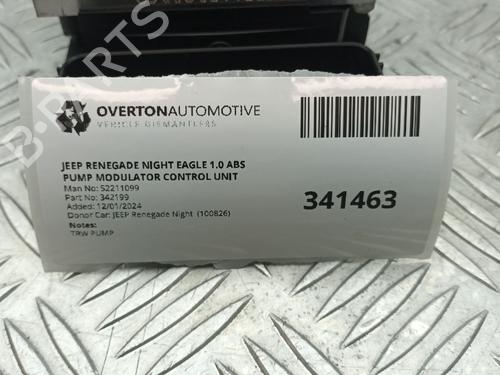 B-PARTS
OVERTONAUTOMOTIVE
VEHICLE DISMANTLERS
JEEP RENEGADE NIGHT EAGLE 1.0 ABS
PUMP MODULATOR CONTROL UNIT
Man No: 52211099
Part No: 342199
Added: 12/01/2024
Donor Car: JEEP Renegade Night (100826)
Notes:
TRW PUMP
341463